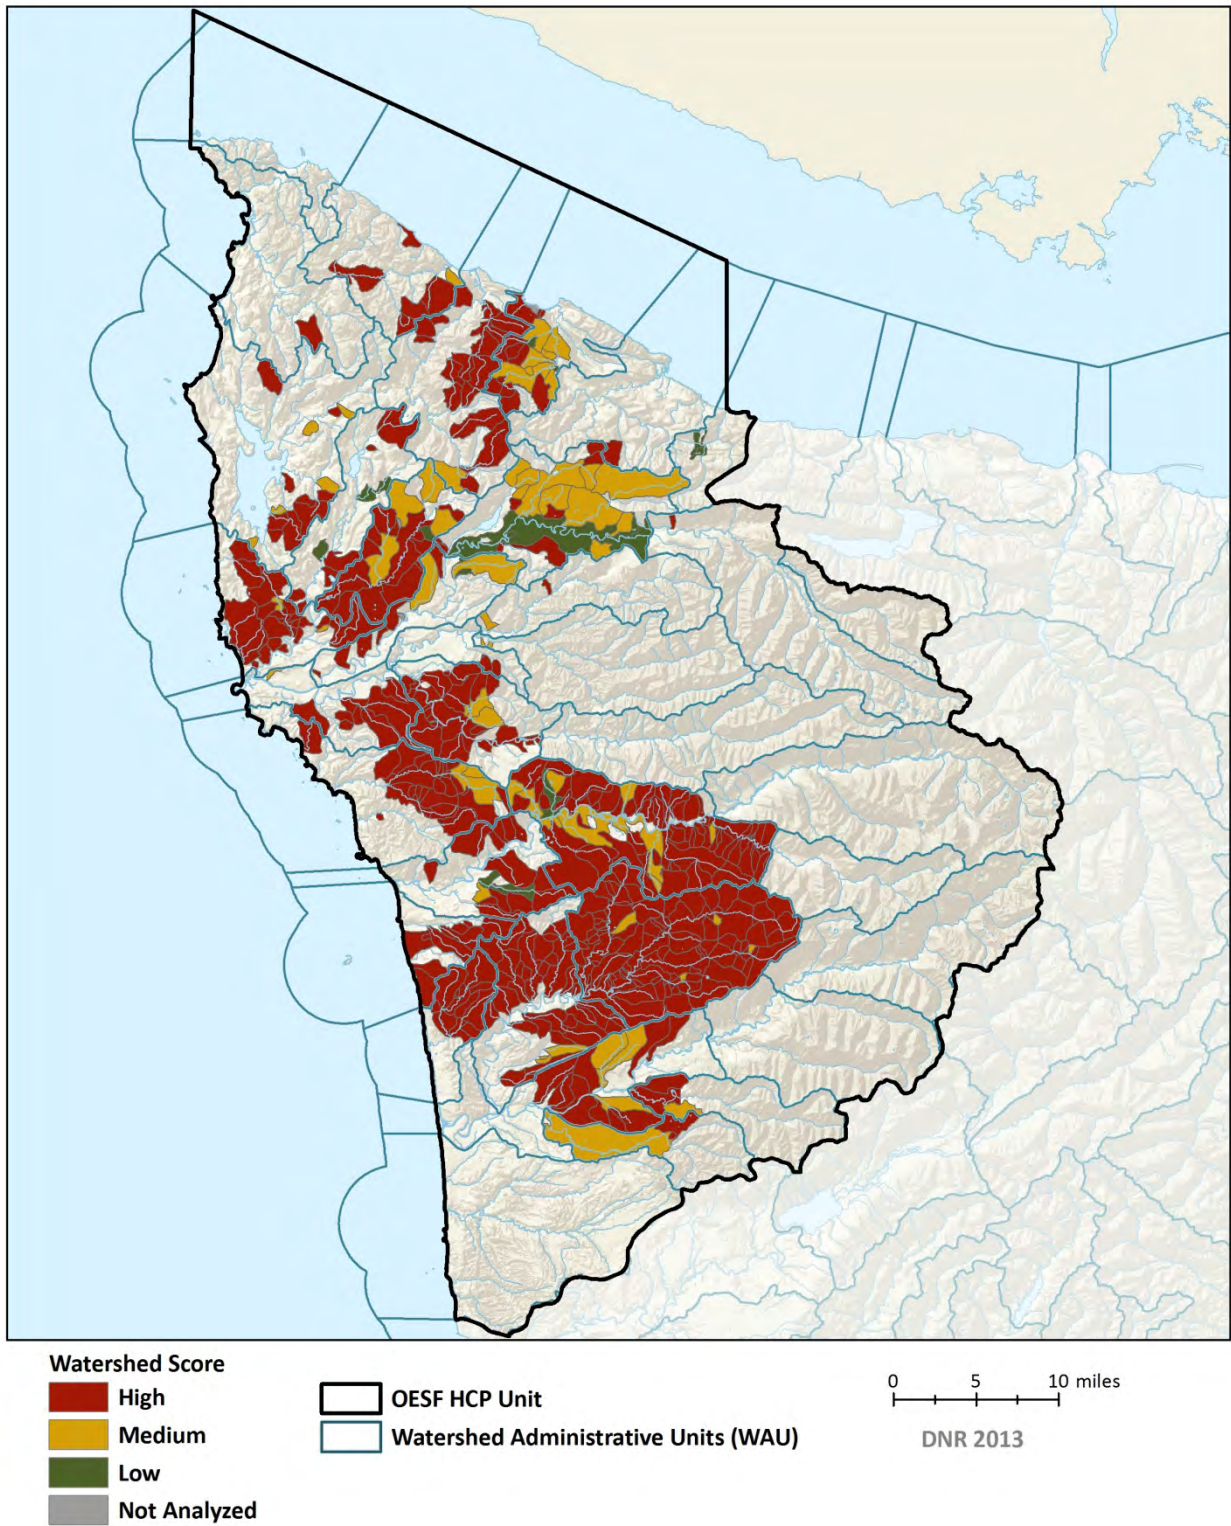 Watershed Score
High
Medium
Low
Not Analyzed
OESF HCP Unit
Watershed Administrative Units (WAU)
0 5 10 miles
DNR 2013